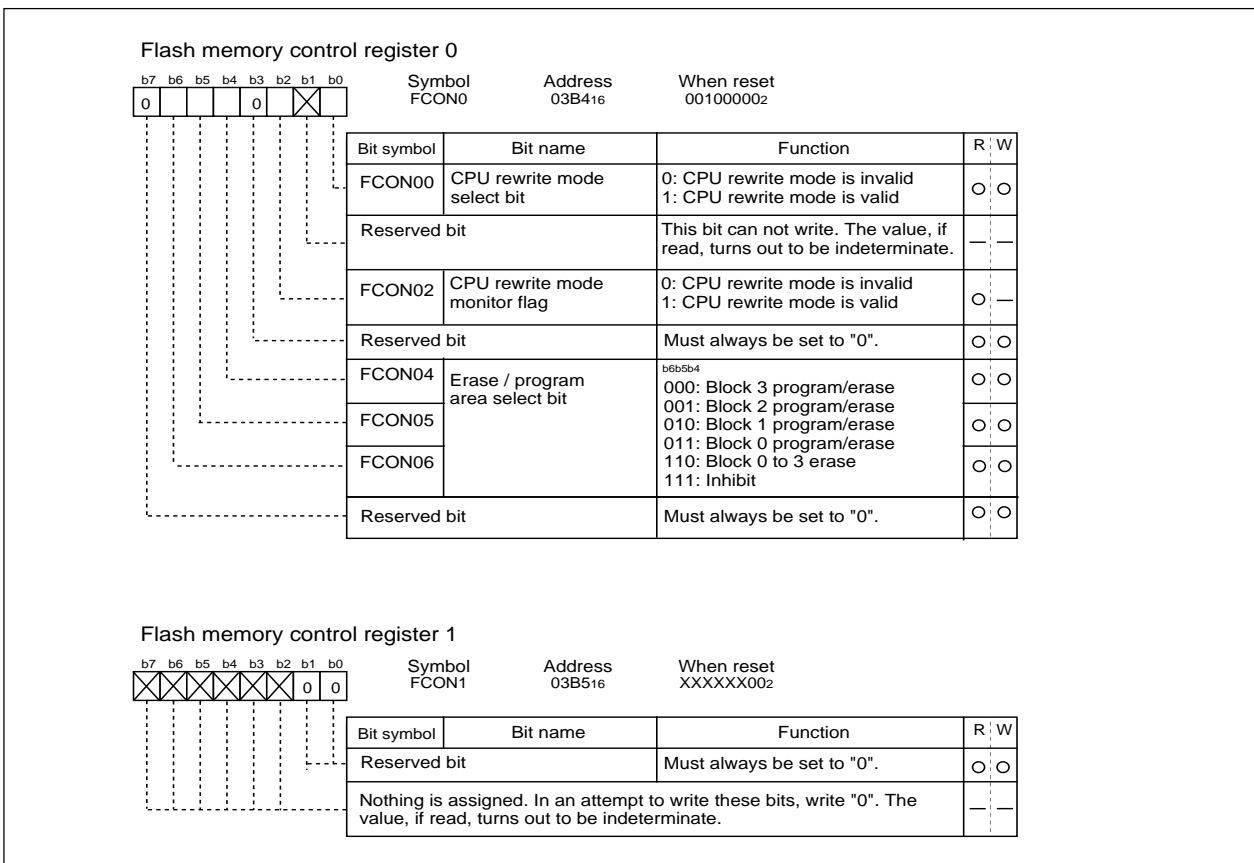 Flash memory control register 0
b7 b6 b5 b4 b3 b2 b1 b0
Symbol Address When reset
FCON0 03B416 001000002
0 0
Bit symbol Bit name Function R W
FCON00 CPU rewrite mode select bit 0: CPU rewrite mode is invalid
1: CPU rewrite mode is valid
Reserved bit This bit can not write. The value, if
read, turns out to be indeterminate. — —
FCON02 CPU rewrite mode monitor flag 0: CPU rewrite mode is invalid
1: CPU rewrite mode is valid —
Reserved bit Must always be set to "0".
FCON04 Erase / program area select bit b6b5b4
000: Block 3 program/erase
001: Block 2 program/erase
FCON05 010: Block 1 program/erase
011: Block 0 program/erase
FCON06 110: Block 0 to 3 erase
111: Inhibit
Reserved bit Must always be set to "0".
Flash memory control register 1
b7 b6 b5 b4 b3 b2 b1 b0
Symbol Address When reset
FCON1 03B516 XXXXXX002
0 0
Bit symbol Bit name Function R W
Reserved bit Must always be set to "0".
Nothing is assigned. In an attempt to write these bits, write "0". The
value, if read, turns out to be indeterminate. — —